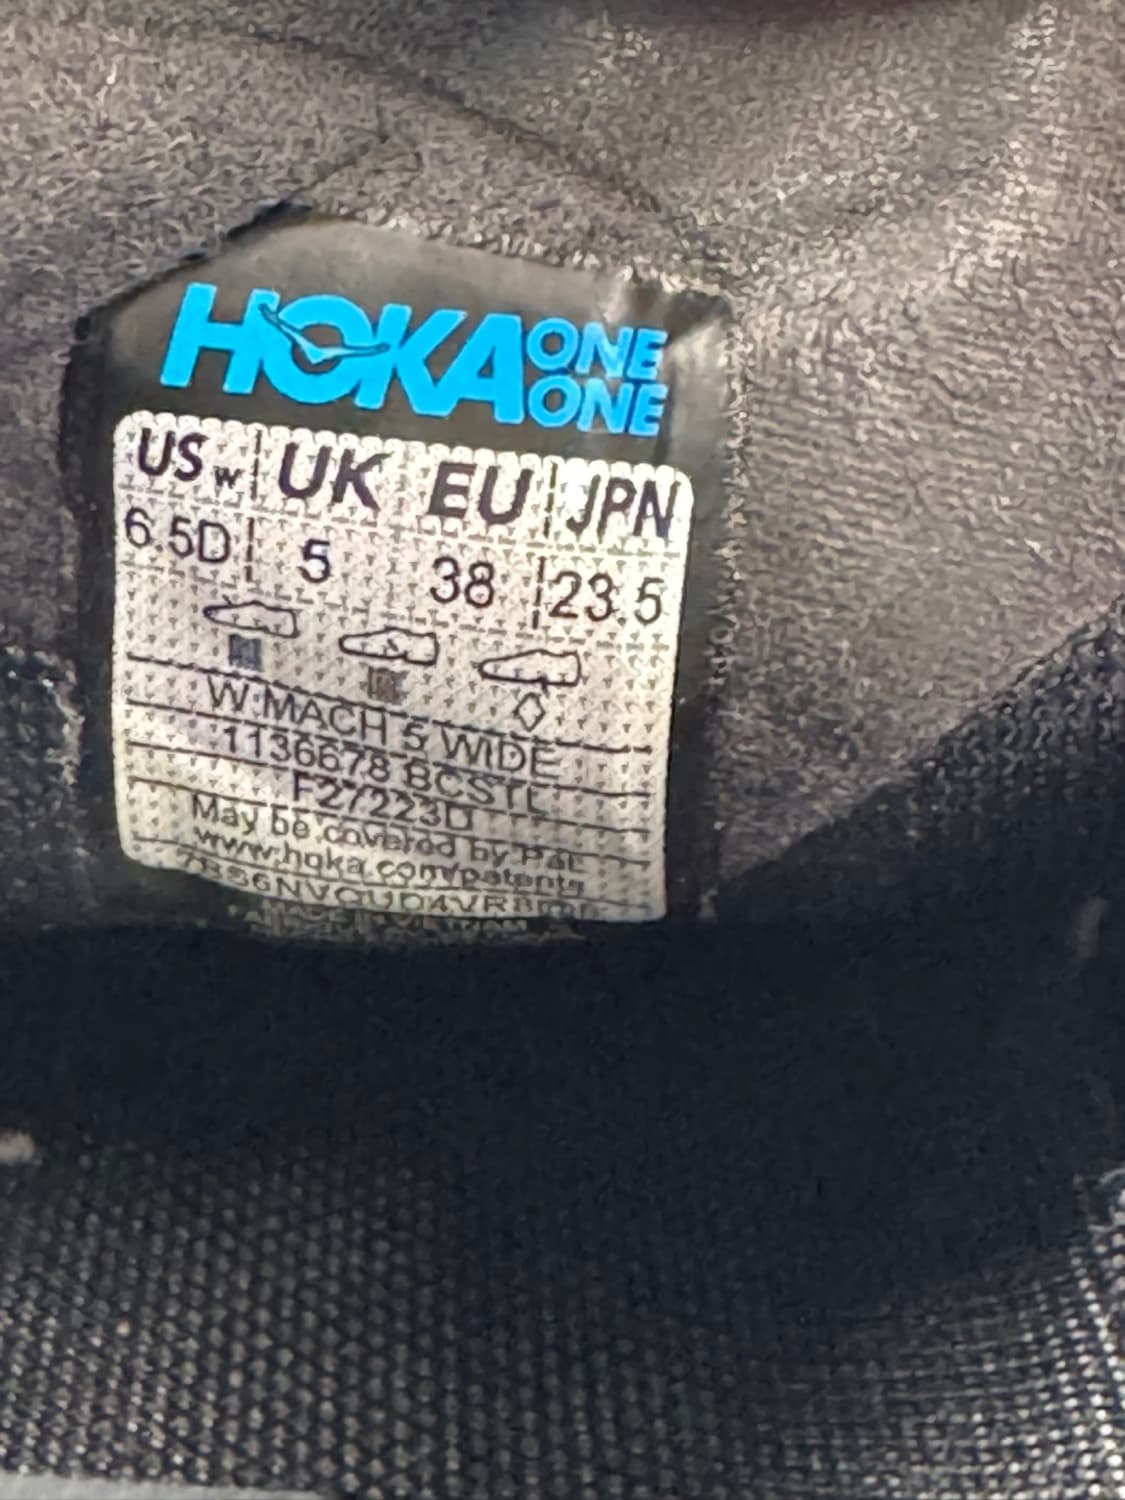 HOKA ONE ONE
USw UK EU JPN
6.5D 5 38 23.5
W MACH 5 WIDE
1136678 BCSTL
F27223D
May be covered by Pat.
www.hoka.com/patents